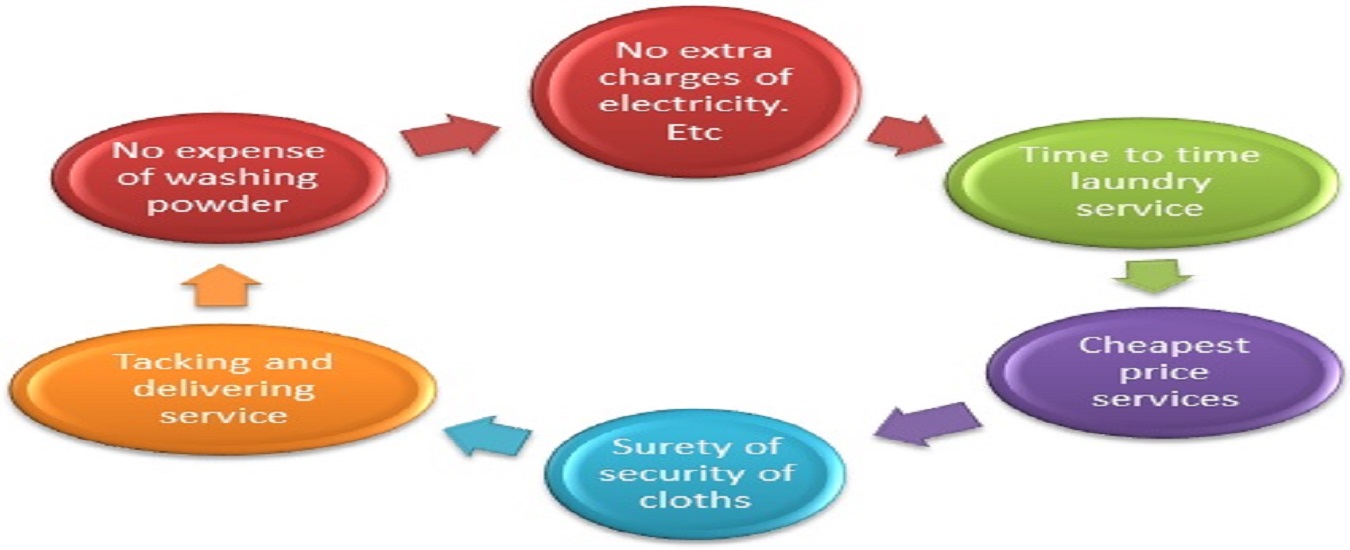 No extra
charges of
electricity.
Etc
Time to time
laundry
service
Cheapest
price
services
Surety of
security of
cloths
Tacking and
delivering
service
No expense
of washing
powder